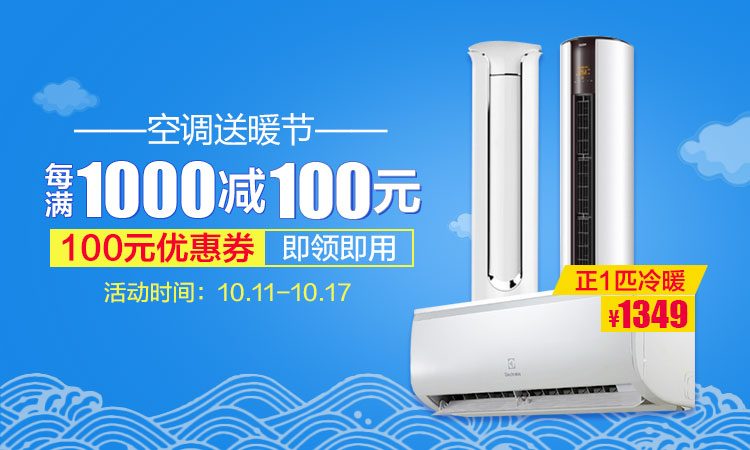 ——空调送暖节——
每满1000减100元
100元优惠券 即领即用
活动时间：10.11-10.17
正1匹冷暖
¥1349
Electrolux